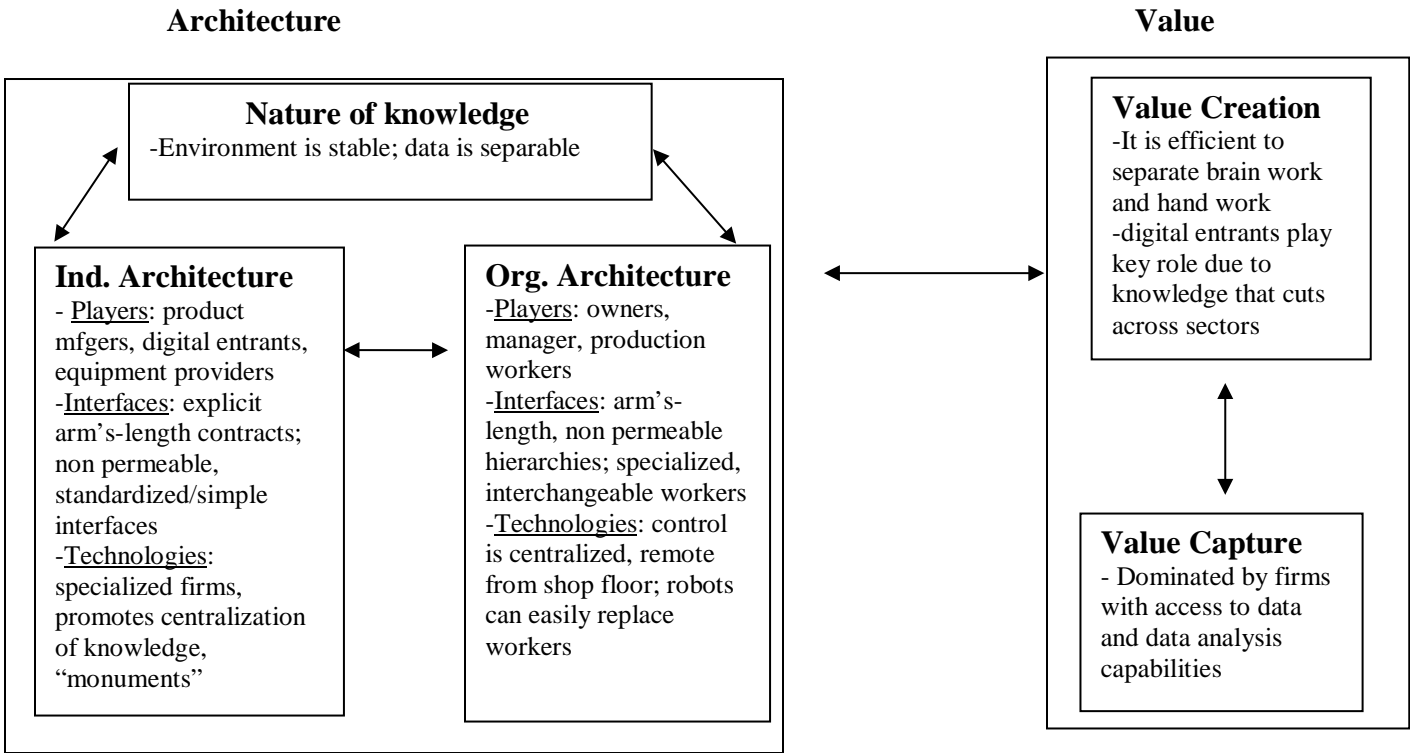 Architecture
Value
Nature of knowledge
-Environment is stable; data is separable
Ind. Architecture
- Players: product
mfgers, digital entrants,
equipment providers
-Interfaces: explicit
arm’s-length contracts;
non permeable,
standardized/simple
interfaces
-Technologies:
specialized firms,
promotes centralization
of knowledge,
“monuments”
Org. Architecture
-Players: owners,
manager, production
workers
-Interfaces: arm’s-
length, non permeable
hierarchies; specialized,
interchangeable workers
-Technologies: control
is centralized, remote
from shop floor; robots
can easily replace
workers
Value Creation
-It is efficient to
separate brain work
and hand work
-digital entrants play
key role due to
knowledge that cuts
across sectors
Value Capture
- Dominated by firms
with access to data
and data analysis
capabilities